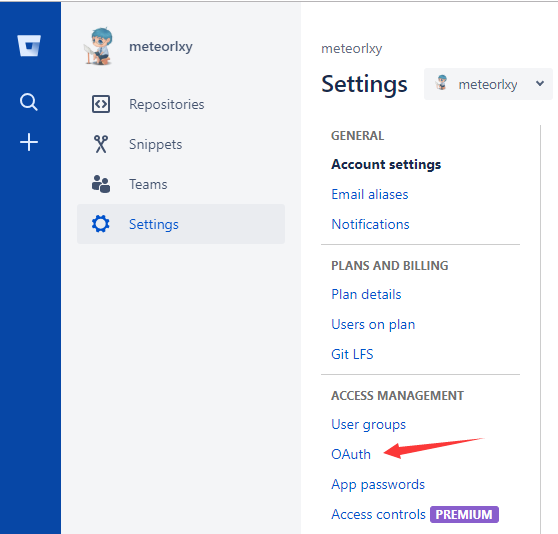 meteorlxy
Repositories
Snippets
Teams
Settings
meteorlxy
Settings
meteorlxy
GENERAL
Account settings
Email aliases
Notifications
PLANS AND BILLING
Plan details
Users on plan
Git LFS
ACCESS MANAGEMENT
User groups
OAuth
App passwords
Access controls PREMIUM